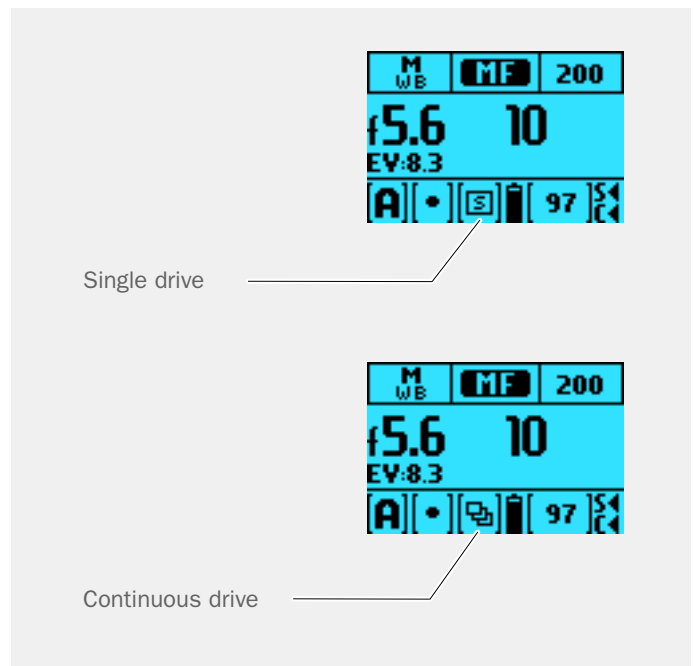 M WB MF 200
f5.6 10
EV:8.3
[A][•][S][ 97 ] S C
Single drive
M WB MF 200
f5.6 10
EV:8.3
[A][•][ ][ 97 ] S C
Continuous drive